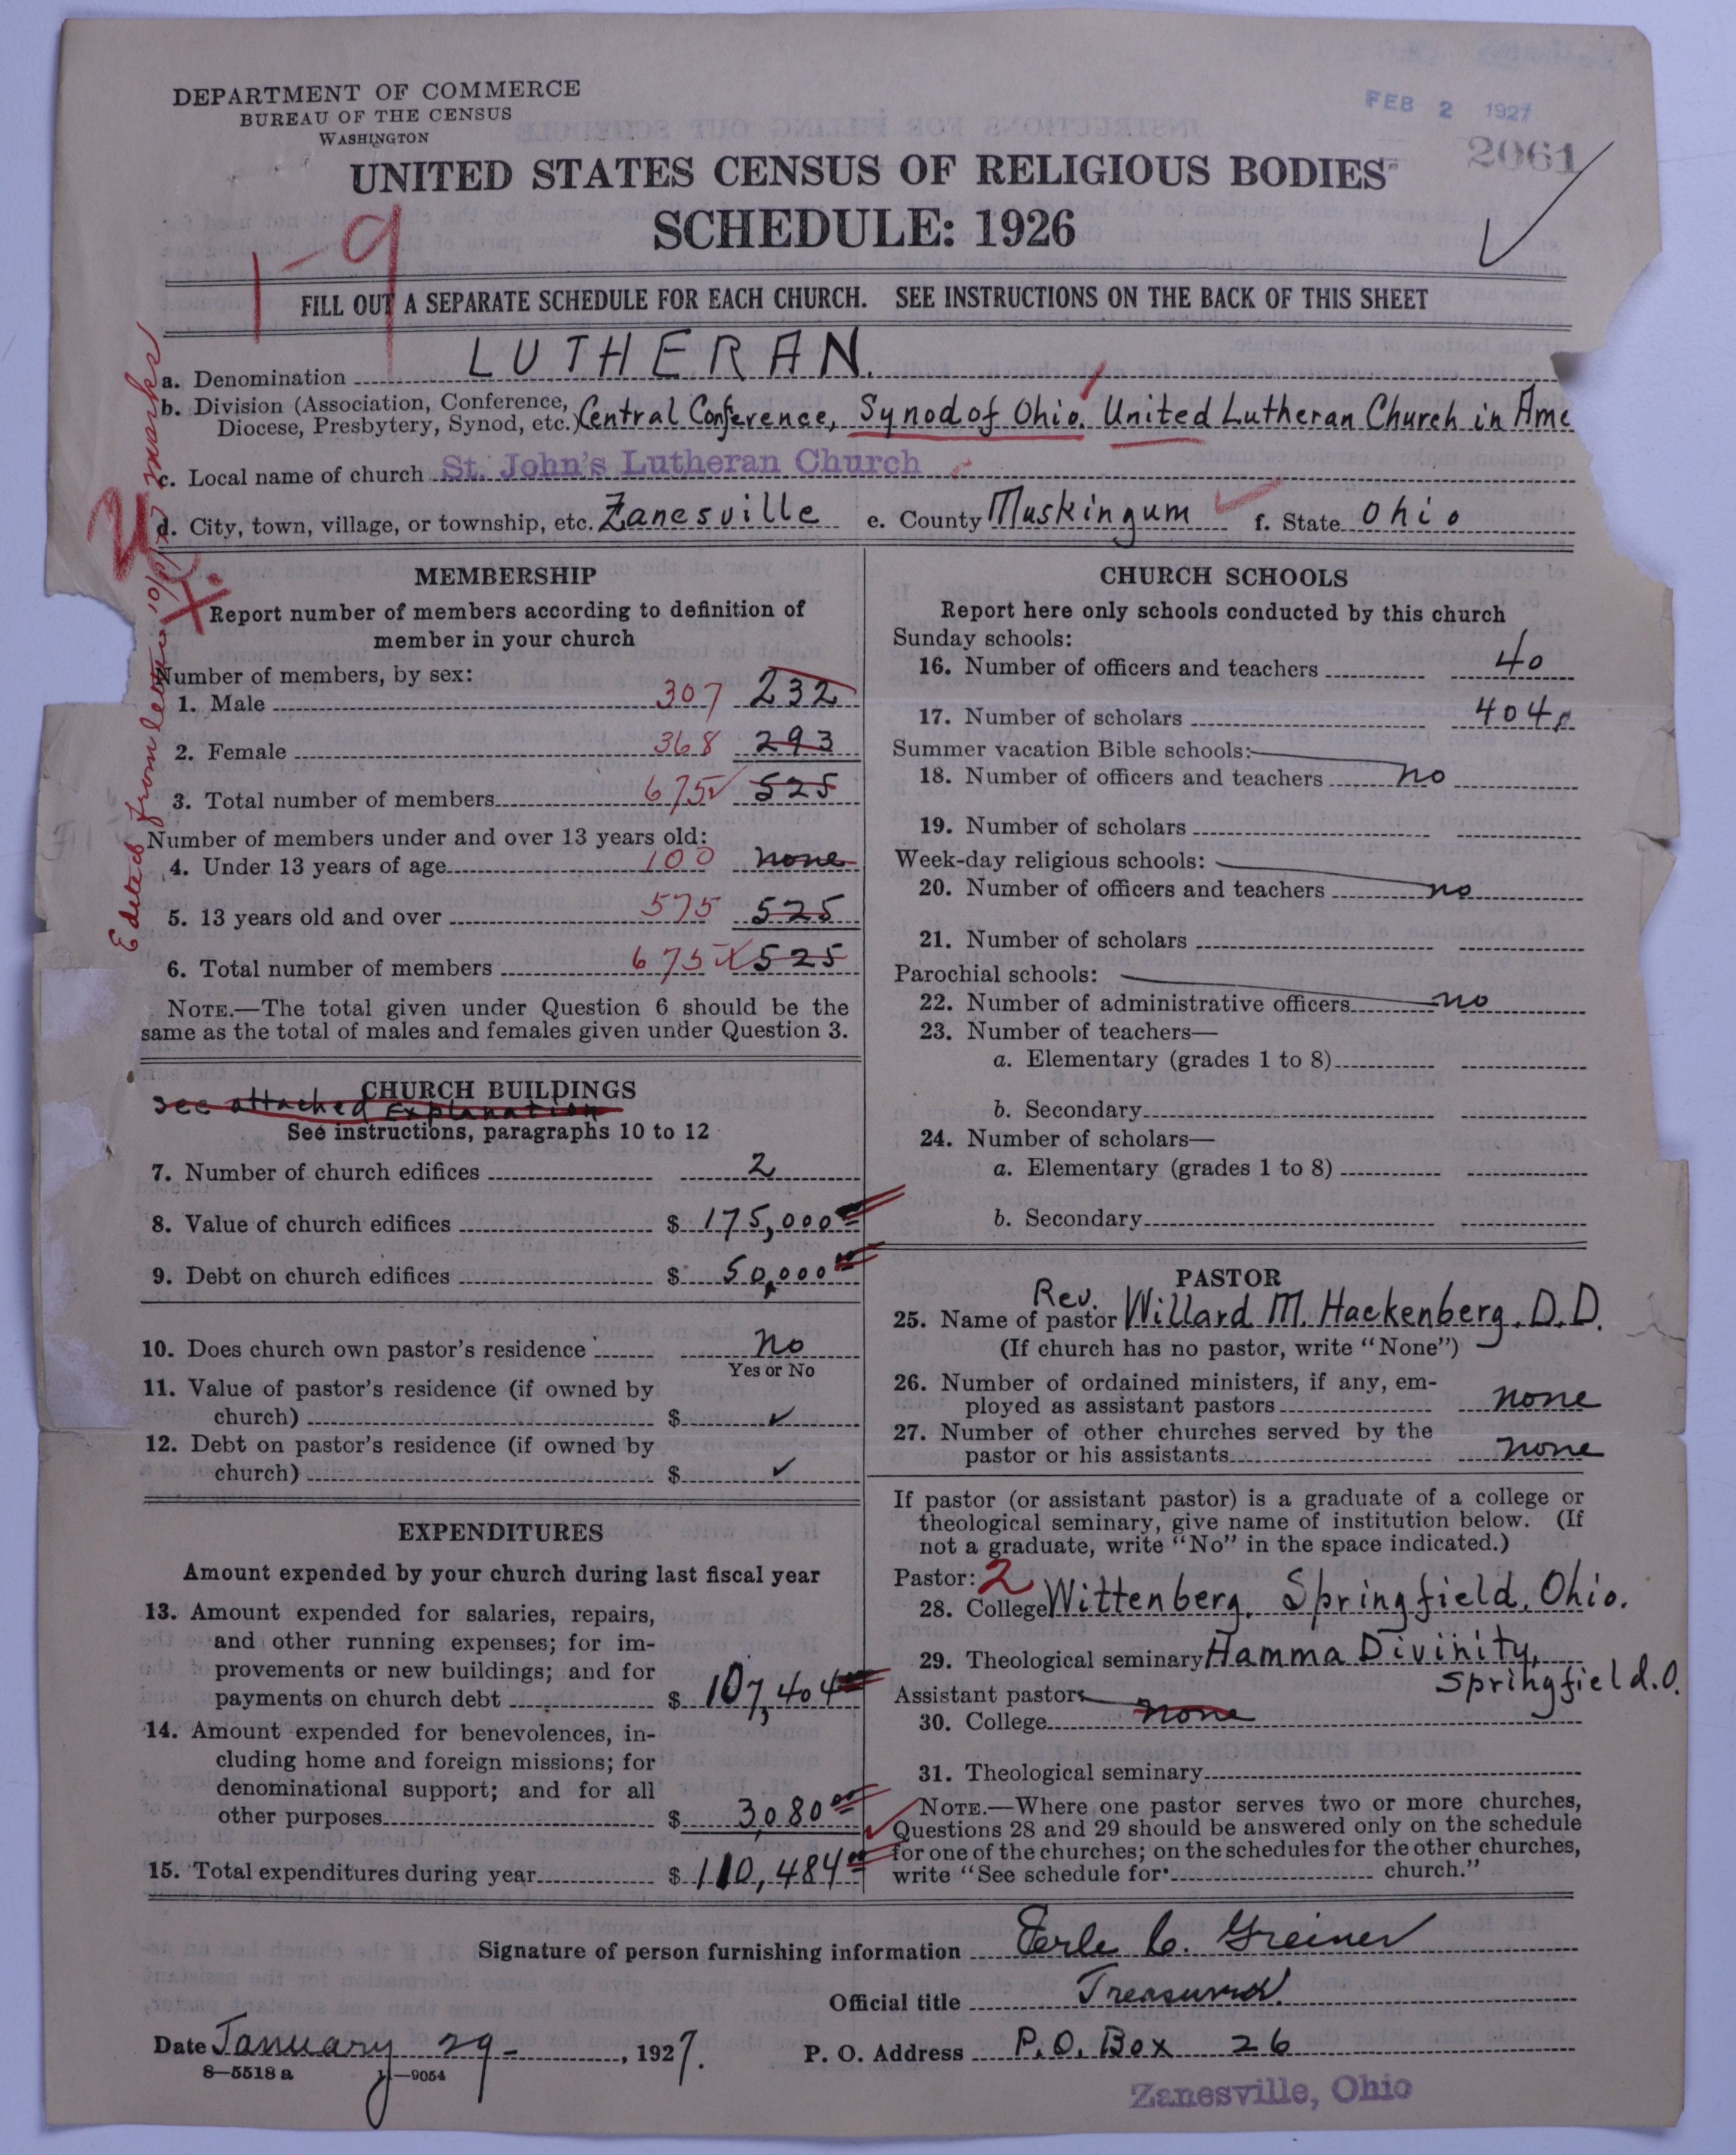 DEPARTMENT OF COMMERCE
BUREAU OF THE CENSUS
WASHINGTON
FEB 2 1927
2061
UNITED STATES CENSUS OF RELIGIOUS BODIES
SCHEDULE: 1926
1-9
FILL OUT A SEPARATE SCHEDULE FOR EACH CHURCH. SEE INSTRUCTIONS ON THE BACK OF THIS SHEET
a. Denomination LUTHERAN.
b. Division (Association, Conference,
Diocese, Presbytery, Synod, etc.) Central Conference, Synod of Ohio, United Lutheran Church in Ame
c. Local name of church St. John's Lutheran Church
d. City, town, village, or township, etc. Zanesville e. County Muskingum f. State Ohio
Edited from letter marks
MEMBERSHIP
Report number of members according to definition of
member in your church
Number of members, by sex:
1. Male 307 232
2. Female 368 293
3. Total number of members 675 525
Number of members under and over 13 years old:
4. Under 13 years of age 100 none
5. 13 years old and over 575 525
6. Total number of members 675 525
NOTE.—The total given under Question 6 should be the
same as the total of males and females given under Question 3.
CHURCH BUILDINGS
See attached Explanation
See instructions, paragraphs 10 to 12
7. Number of church edifices 2
8. Value of church edifices $ 175,000 00
9. Debt on church edifices $ 50,000 00
10. Does church own pastor's residence no
Yes or No
11. Value of pastor's residence (if owned by
church) $ ✓
12. Debt on pastor's residence (if owned by
church) $ ✓
EXPENDITURES
Amount expended by your church during last fiscal year
13. Amount expended for salaries, repairs,
and other running expenses; for im-
provements or new buildings; and for
payments on church debt $ 107,404 00
14. Amount expended for benevolences, in-
cluding home and foreign missions; for
denominational support; and for all
other purposes $ 3,080 00
15. Total expenditures during year $ 110,484 00
CHURCH SCHOOLS
Report here only schools conducted by this church
Sunday schools:
16. Number of officers and teachers 40
17. Number of scholars 404
Summer vacation Bible schools:
18. Number of officers and teachers no
19. Number of scholars
Week-day religious schools:
20. Number of officers and teachers no
21. Number of scholars
Parochial schools:
22. Number of administrative officers no
23. Number of teachers—
a. Elementary (grades 1 to 8)
b. Secondary
24. Number of scholars—
a. Elementary (grades 1 to 8)
b. Secondary
PASTOR
25. Name of pastor Rev. Willard M. Hackenberg, D.D.
(If church has no pastor, write "None")
26. Number of ordained ministers, if any, em-
ployed as assistant pastors none
27. Number of other churches served by the
pastor or his assistants none
If pastor (or assistant pastor) is a graduate of a college or
theological seminary, give name of institution below. (If
not a graduate, write "No" in the space indicated.)
Pastor: 2
28. College Wittenberg, Springfield, Ohio.
29. Theological seminary Hamma Divinity,
Springfield.O.
Assistant pastor:
30. College none
31. Theological seminary
NOTE.—Where one pastor serves two or more churches,
Questions 28 and 29 should be answered only on the schedule
for one of the churches; on the schedules for the other churches,
write "See schedule for church."
Signature of person furnishing information Erle C. Greiner
Official title Treasurer
Date January 29- , 1927. P. O. Address P.O. Box 26
8—5518 a 11—9054
Zanesville, Ohio